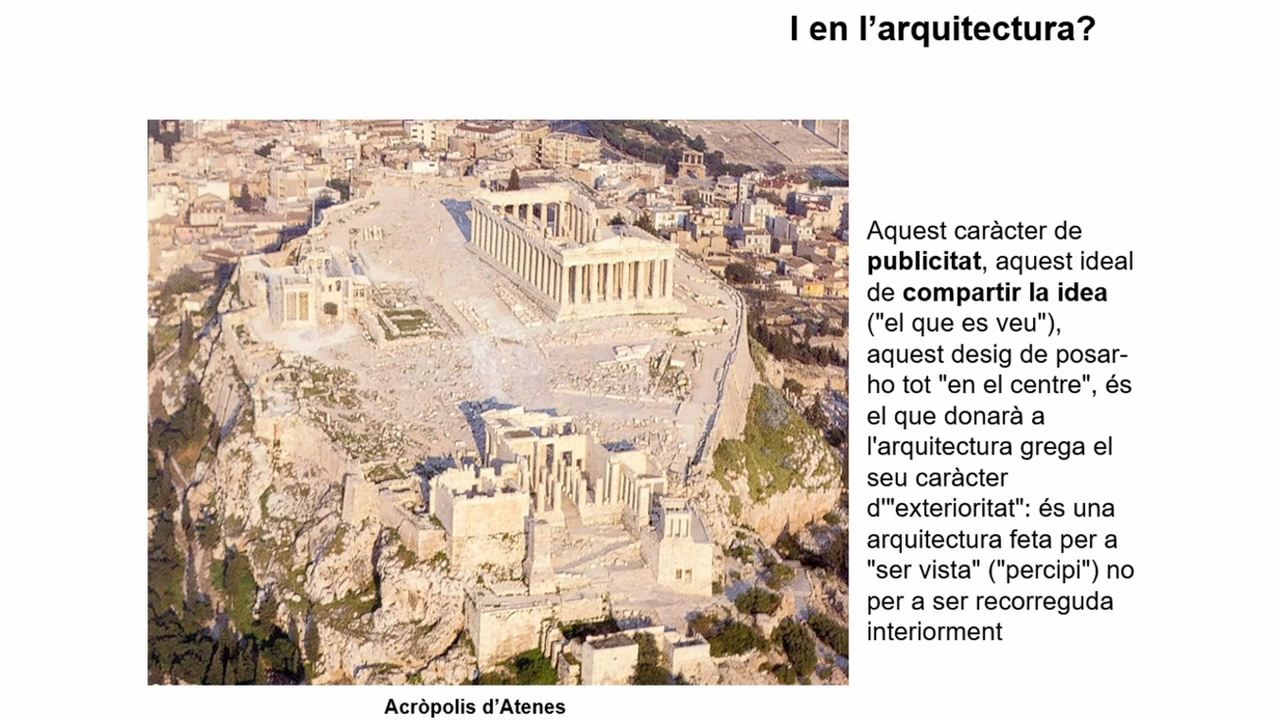 I en l’arquitectura?
Aquest caràcter de
publicitat, aquest ideal
de compartir la idea
("el que es veu"),
aquest desig de posar-
ho tot "en el centre", és
el que donarà a
l'arquitectura grega el
seu caràcter
d'"exterioritat": és una
arquitectura feta per a
"ser vista" ("percipi") no
per a ser recorreguda
interiorment
Acròpolis d’Atenes